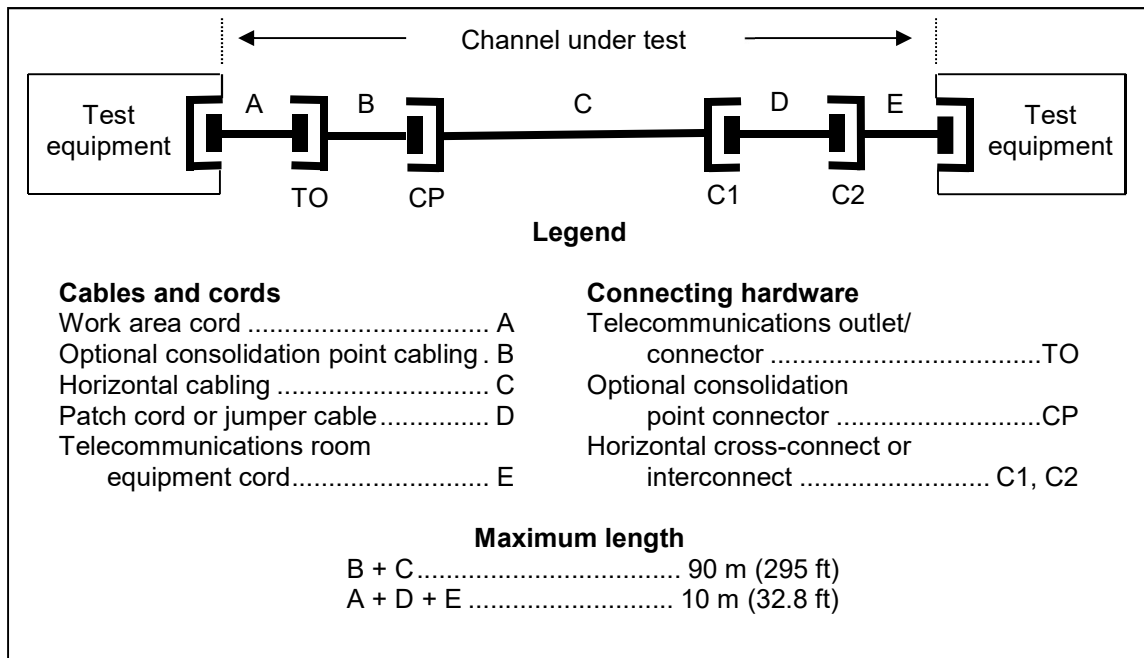 Channel under test
A B C D E
Test
equipment
Test
equipment
TO CP C1 C2
Legend
Cables and cords
Work area cord .............................. A
Optional consolidation point cabling . B
Horizontal cabling ........................... C
Patch cord or jumper cable.............. D
Telecommunications room
equipment cord......................... E
Connecting hardware
Telecommunications outlet/
connector ...................................TO
Optional consolidation
point connector .........................CP
Horizontal cross-connect or
interconnect ........................ C1, C2
Maximum length
B + C.................................. 90 m (295 ft)
A + D + E ........................... 10 m (32.8 ft)